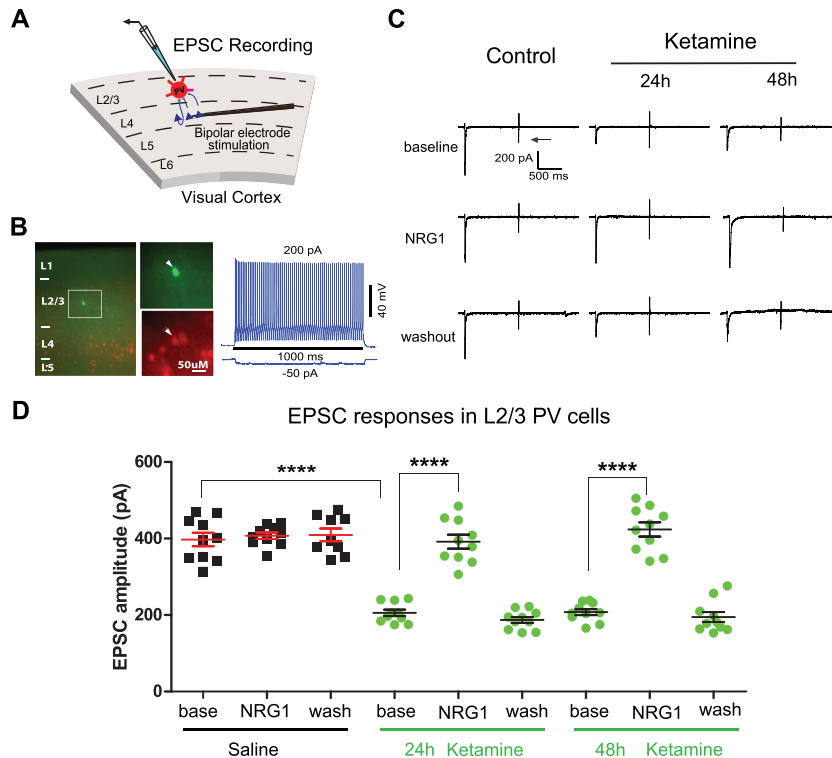 A
EPSC Recording
PV
L2/3
L4
L5
L6
Bipolar electrode
stimulation
Visual Cortex
B
L1
L2/3
L4
L5
50uM
200 pA
40 mV
1000 ms
-50 pA
C
Control
Ketamine
24h
48h
baseline
200 pA
500 ms
NRG1
washout
D
EPSC responses in L2/3 PV cells
EPSC amplitude (pA)
600
400
200
0
****
****
****
base NRG1 wash base NRG1 wash base NRG1 wash
Saline 24h Ketamine 48h Ketamine